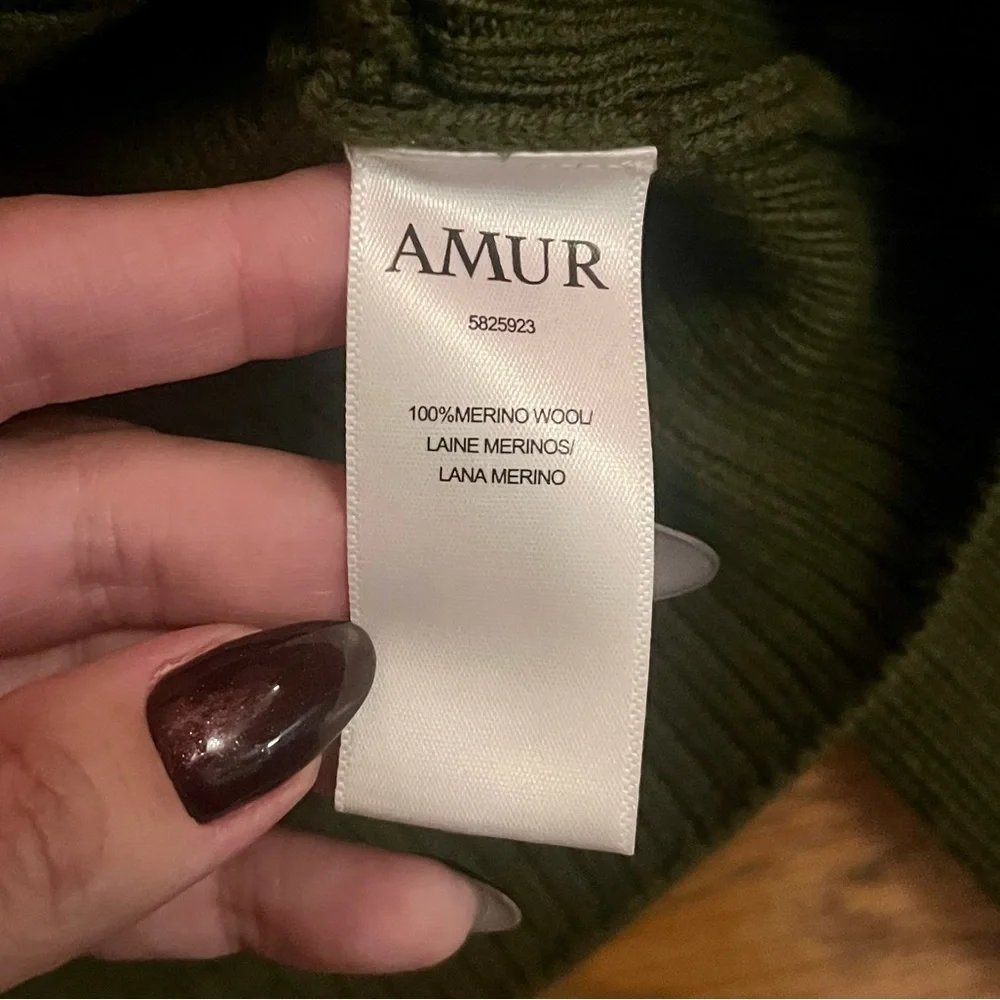 AMUR
5825923
100%MERINO WOOL/
LAINE MERINOS/
LANA MERINO